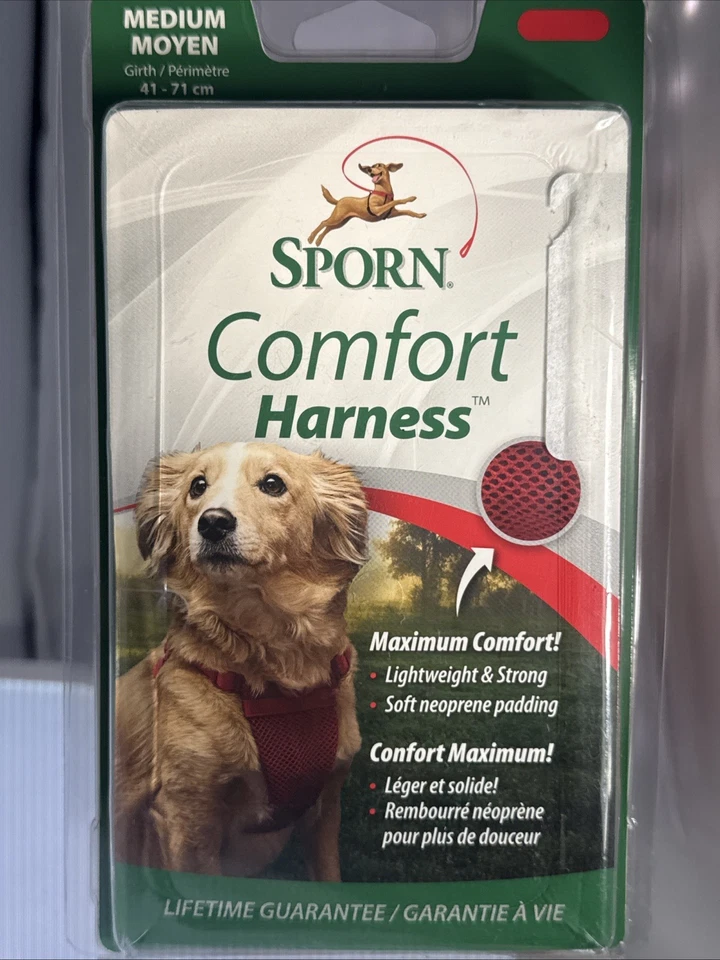 MEDIUM
MOYEN
Girth / Périmètre
41 - 71 cm
SPORN®
Comfort
Harness™
Maximum Comfort!
• Lightweight & Strong
• Soft neoprene padding
Confort Maximum!
• Léger et solide!
• Rembourré néoprène
pour plus de douceur
LIFETIME GUARANTEE / GARANTIE À VIE